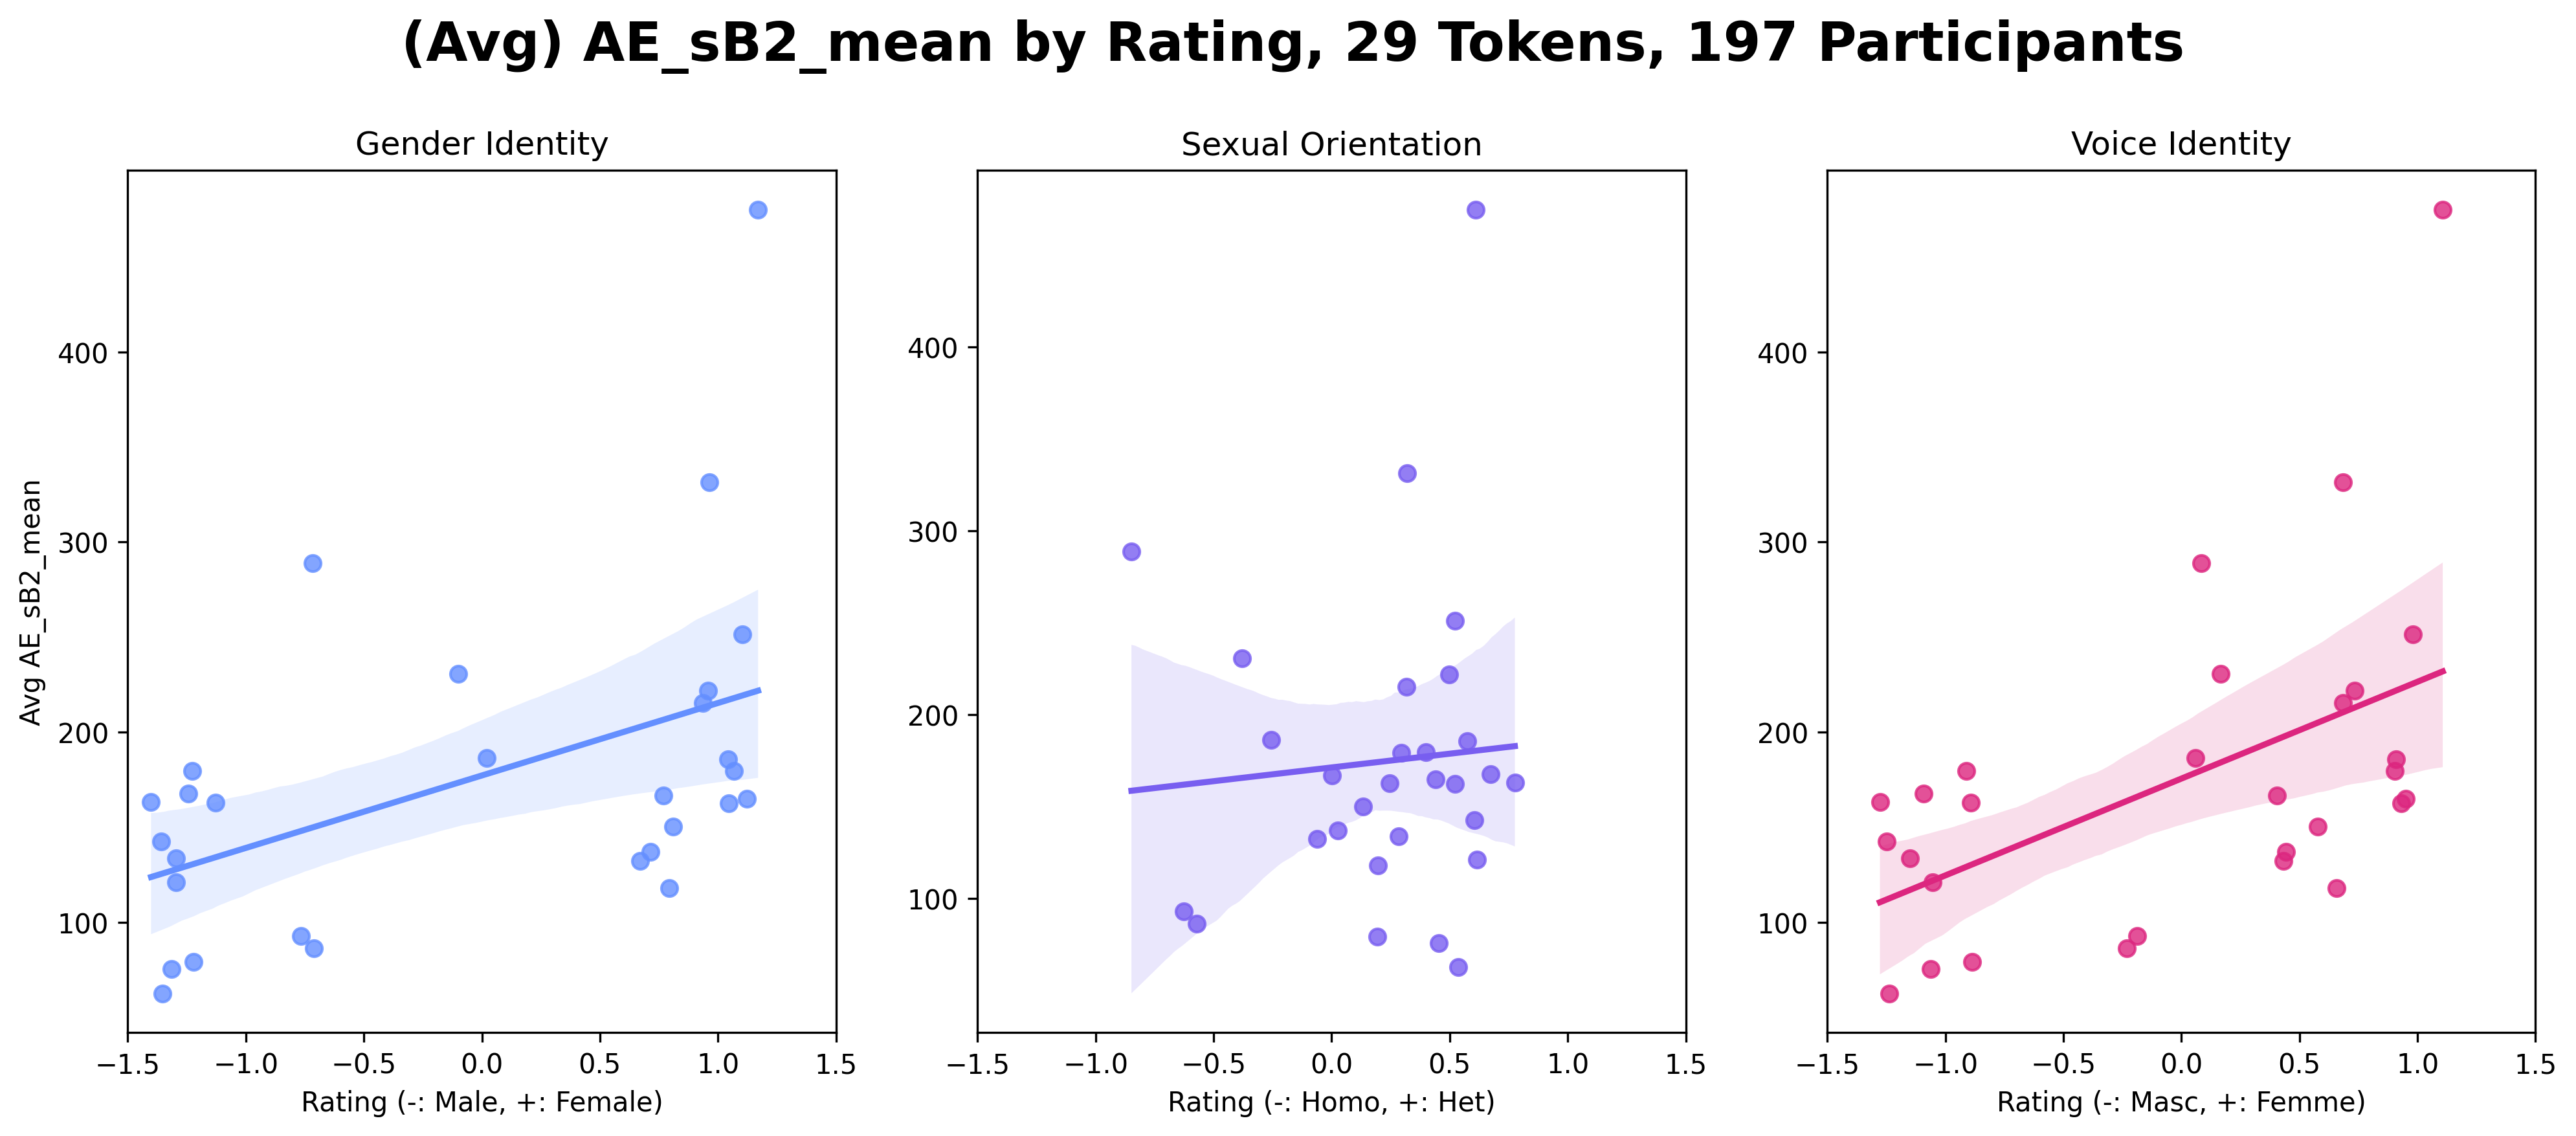 (Avg) AE_sB2_mean by Rating, 29 Tokens, 197 Participants
Gender Identity
Sexual Orientation
Voice Identity
Avg AE_sB2_mean
400
300
200
100
−1.5 −1.0 −0.5 0.0 0.5 1.0 1.5
Rating (-: Male, +: Female)
400
300
200
100
−1.5 −1.0 −0.5 0.0 0.5 1.0 1.5
Rating (-: Homo, +: Het)
400
300
200
100
−1.5 −1.0 −0.5 0.0 0.5 1.0 1.5
Rating (-: Masc, +: Femme)